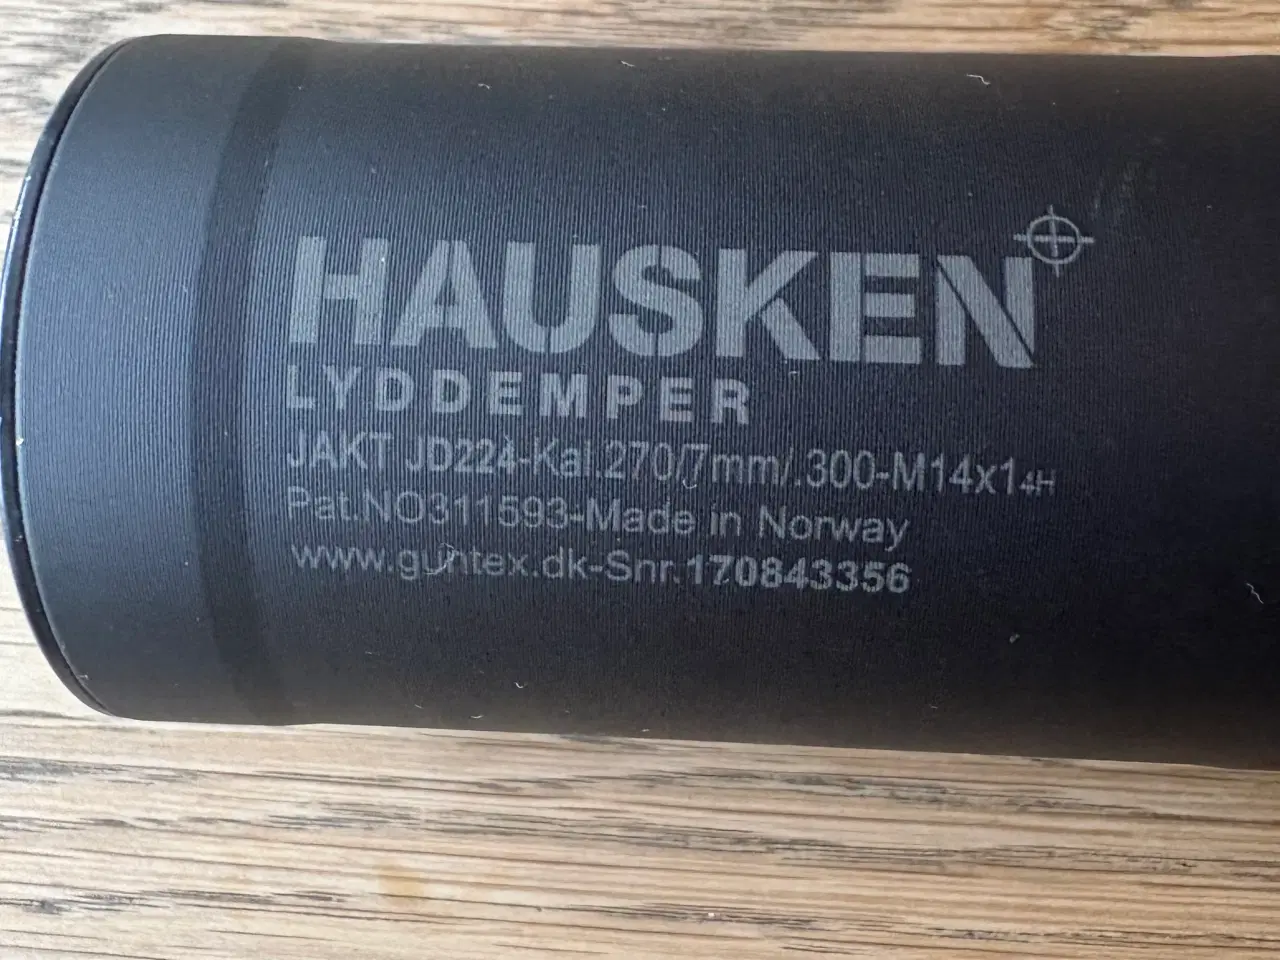 HAUSKEN
LYDDEMPER
JAKT JD224-Kal.270/7mm/.300-M14x14H
Pat.NO311593-Made in Norway
www.guntex.dk-Snr.170843356